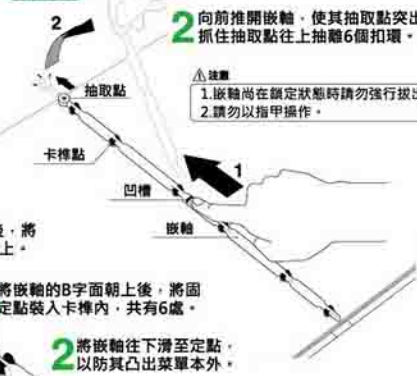 2 向前推開嵌軸，使其抽取點突出
抓住抽取點往上抽離6個扣環。
⚠注意
1.嵌軸尚在鎖定狀態時請勿強行拔出
2.請勿以指甲操作。
2
抽取點
卡榫點
1
凹槽
嵌軸
後，將
上。
將嵌軸的B字面朝上後，將固
定點裝入卡榫內，共有6處。
2 將嵌軸往下滑至定點，
以防其凸出菜單本外。